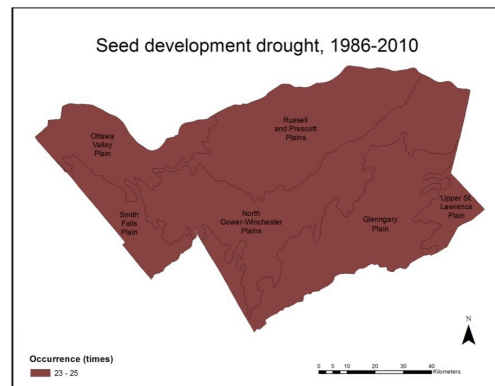 Seed development drought, 1986-2010
Ottawa
Valley
Plain
Russell
and Prescott
Plains
Smith
Falls
Plain
North
Gower-Winchester
Plains
Glenngary
Plain
Upper St.
Lawrence
Plain
N
Occurrence (times)
23 - 25
0 5 10 20 30 40
Kilometers